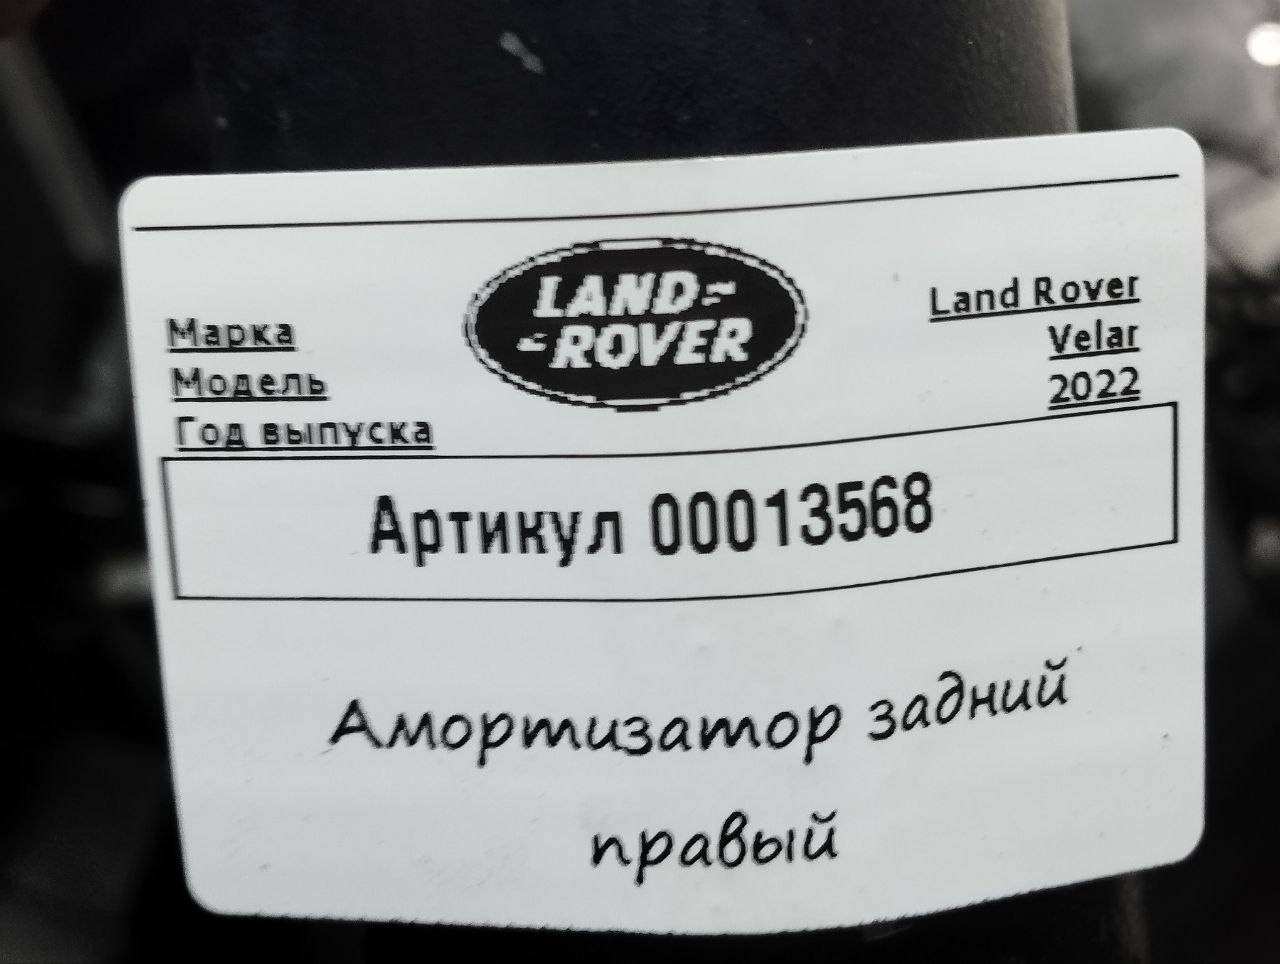 LAND-
-ROVER
Марка Land Rover
Модель Velar
Год выпуска 2022
Артикул 00013568
Амортизатор задний
правый